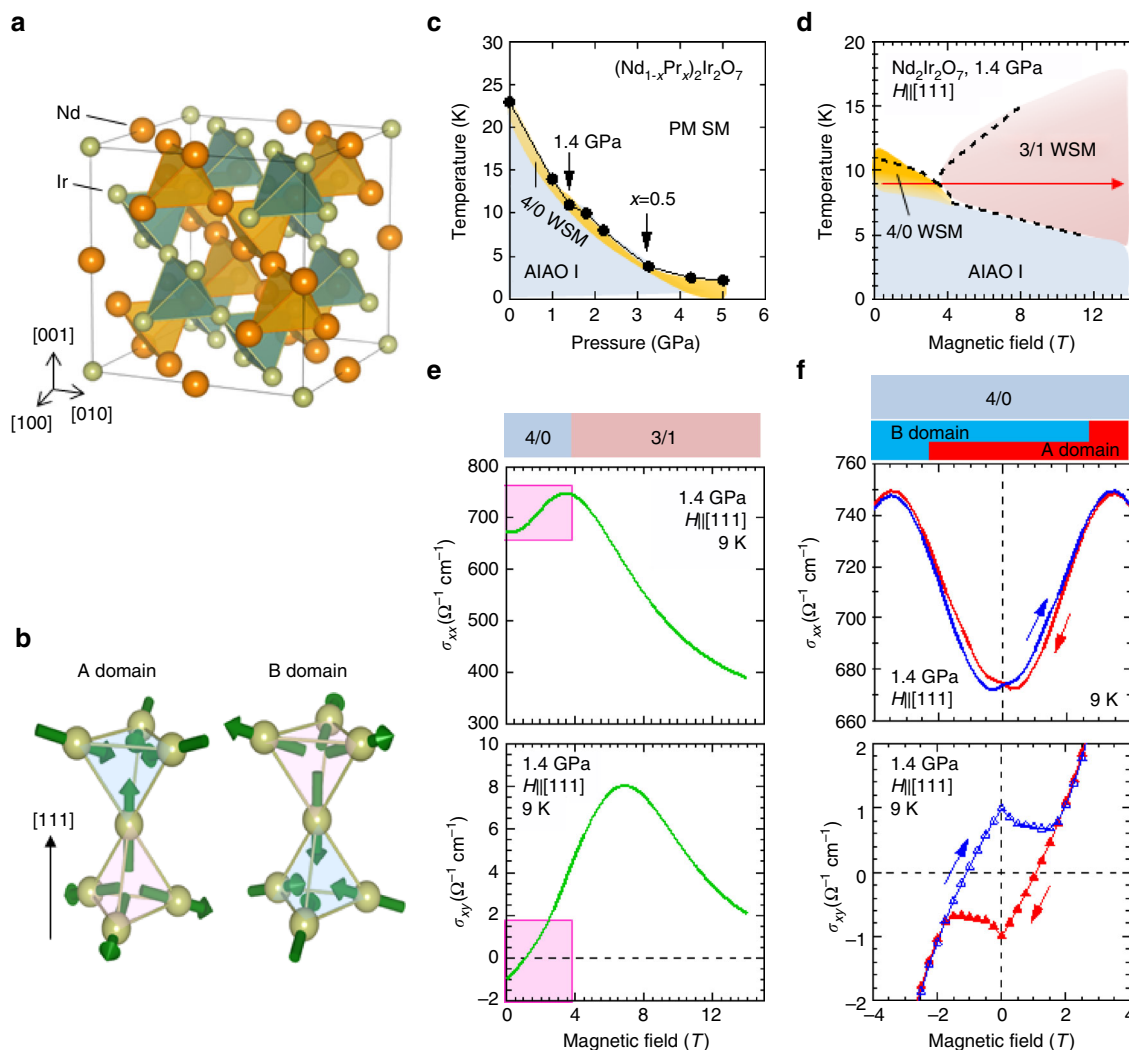 a
Nd
Ir
[001]
[100]
[010]
b
A domain
B domain
[111]
c
30
25
20
15
10
5
0
Temperature (K)
(Nd1-xPrx)2Ir2O7
PM SM
1.4 GPa
x=0.5
4/0 WSM
AIAO I
0
1
2
3
4
5
6
Pressure (GPa)
d
20
15
10
5
0
Temperature (K)
Nd2Ir2O7, 1.4 GPa
H||[111]
3/1 WSM
4/0 WSM
AIAO I
0
4
8
12
Magnetic field (T)
e
4/0
3/1
800
700
600
500
400
300
σxx(Ω−1 cm−1)
1.4 GPa
H||[111]
9 K
10
8
6
4
2
0
−2
σxy(Ω−1 cm−1)
1.4 GPa
H||[111]
9 K
0
4
8
12
Magnetic field (T)
f
4/0
B domain
A domain
760
740
720
700
680
660
σxx(Ω−1 cm−1)
1.4 GPa
H||[111]
9 K
2
1
0
−1
−2
σxy(Ω−1 cm−1)
1.4 GPa
H||[111]
9 K
−4
−2
0
2
4
Magnetic field (T)